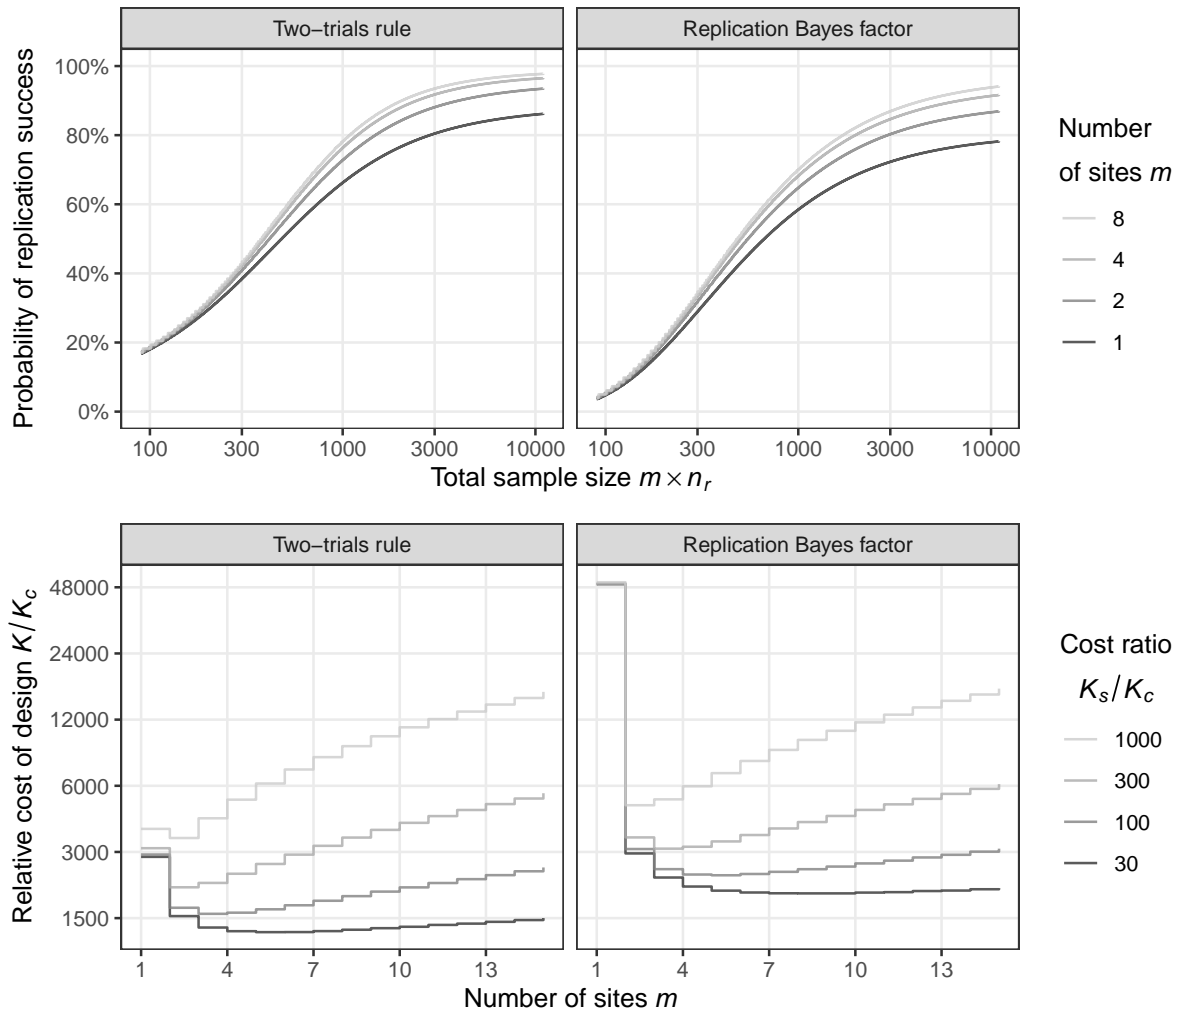 Two−trials rule
Replication Bayes factor
Probability of replication success
100%
80%
60%
40%
20%
0%
100 300 1000 3000 10000
100 300 1000 3000 10000
Total sample size m × n_r
Number
of sites m
8
4
2
1
Two−trials rule
Replication Bayes factor
Relative cost of design K/K_c
48000
24000
12000
6000
3000
1500
1 4 7 10 13
1 4 7 10 13
Number of sites m
Cost ratio
K_s/K_c
1000
300
100
30